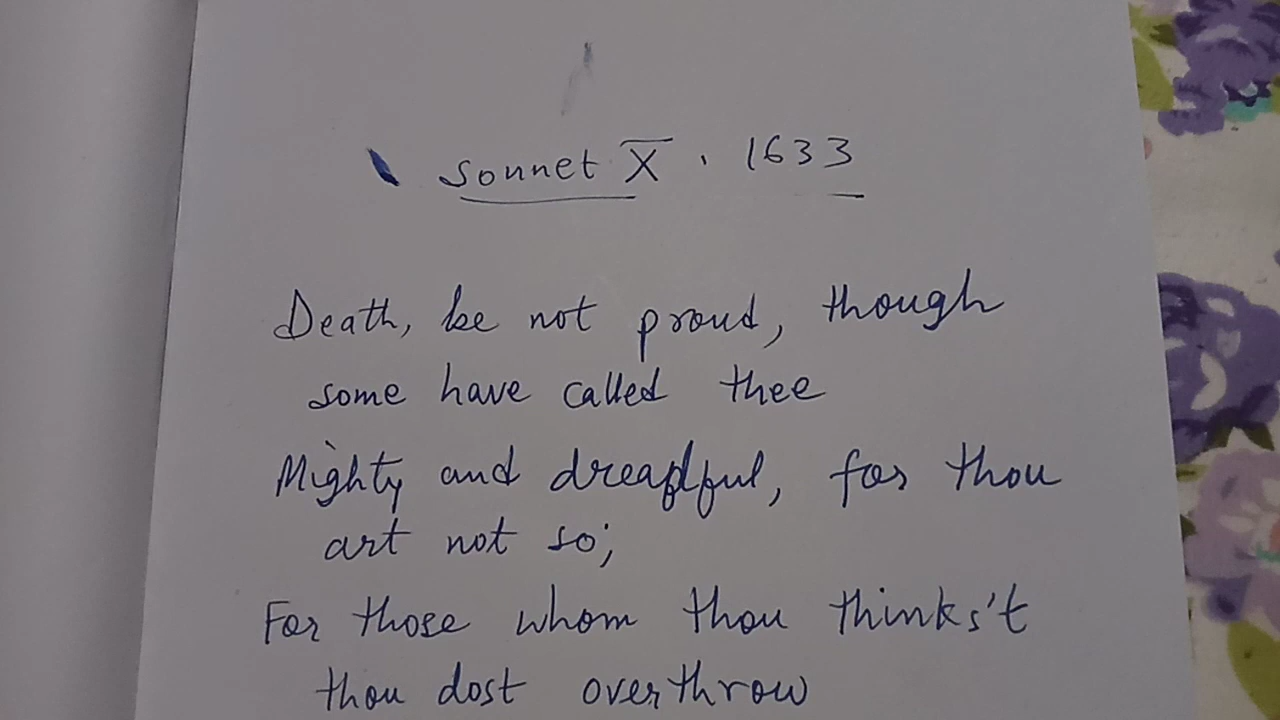 Sonnet X . 1633
Death, be not proud, though
some have called thee
Mighty and dreadful, for thou
art not so;
For those whom thou thinks't
thou dost overthrow